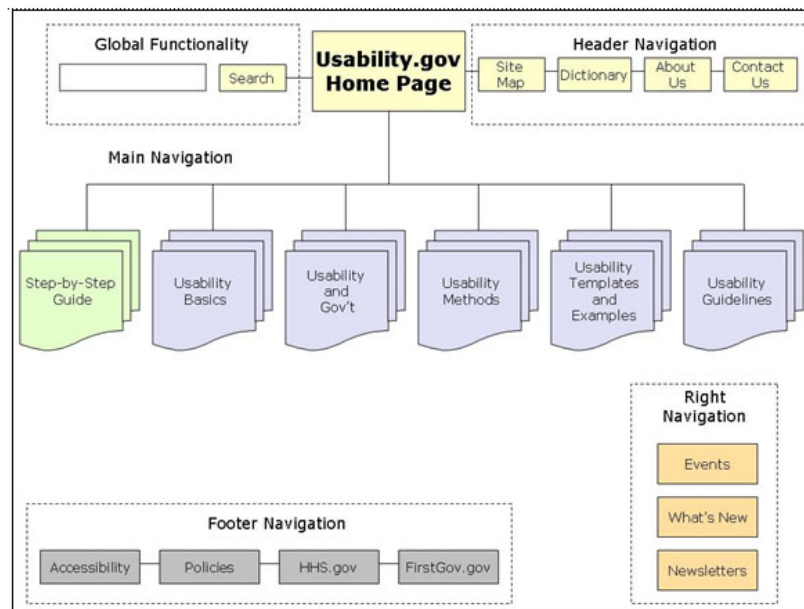 Global Functionality
Search
Usability.gov
Home Page
Header Navigation
Site
Map
Dictionary
About
Us
Contact
Us
Main Navigation
Step-by-Step
Guide
Usability
Basics
Usability
and
Gov't
Usability
Methods
Usability
Templates
and
Examples
Usability
Guidelines
Right
Navigation
Events
What's New
Newsletters
Footer Navigation
Accessibility
Policies
HHS.gov
FirstGov.gov